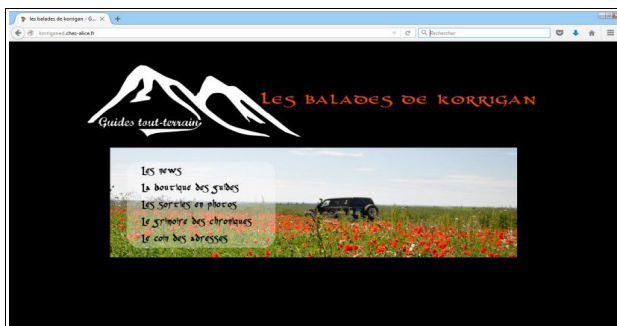 les balades de korrigan - G...
korriganed.chez-alice.fr
Rechercher
Les balades de korrigan
Guides tout-terrain
Les news
La boutique des guides
Les sorties en photos
Le grimoire des chroniques
Le coin des adresses